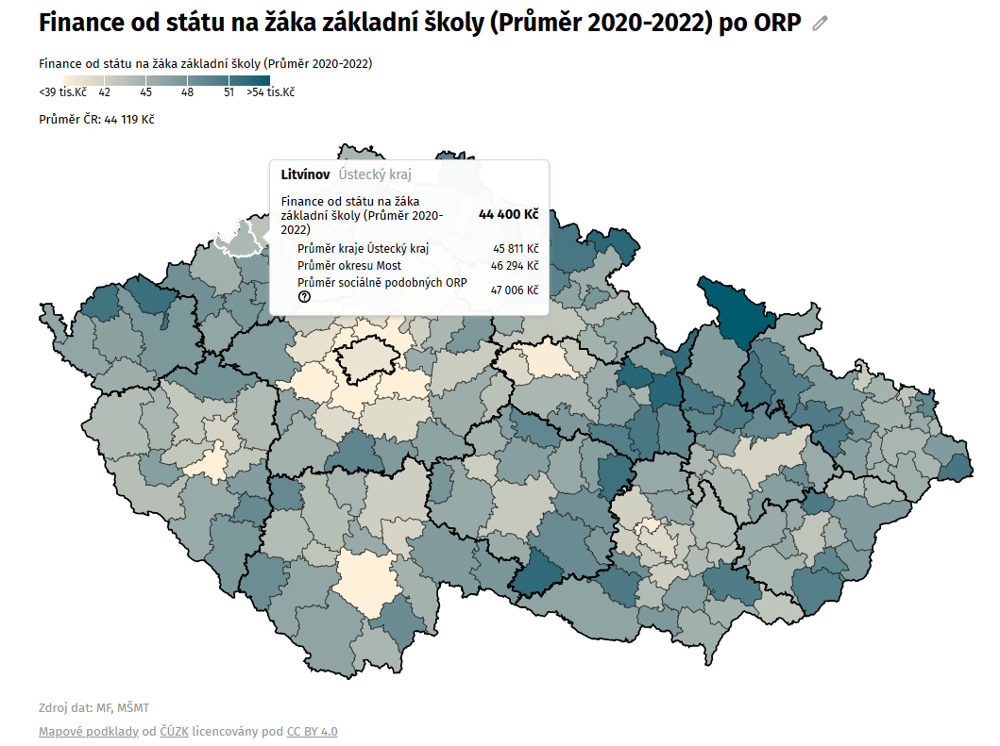 Finance od státu na žáka základní školy (Průměr 2020-2022) po ORP
Finance od státu na žáka základní školy (Průměr 2020-2022)
<39 tis.Kč 42 45 48 51 >54 tis.Kč
Průměr ČR: 44 119 Kč
Litvínov Ústecký kraj
Finance od státu na žáka
základní školy (Průměr 2020-
2022)
44 400 Kč
Průměr kraje Ústecký kraj 45 811 Kč
Průměr okresu Most 46 294 Kč
Průměr sociálně podobných ORP 47 006 Kč
Zdroj dat: MF, MŠMT
Mapové podklady od ČÚZK licencovány pod CC BY 4.0